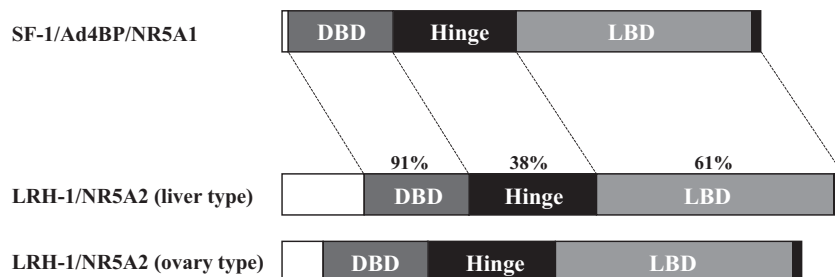 SF-1/Ad4BP/NR5A1 DBD Hinge LBD
91% 38% 61%
LRH-1/NR5A2 (liver type) DBD Hinge LBD
LRH-1/NR5A2 (ovary type) DBD Hinge LBD